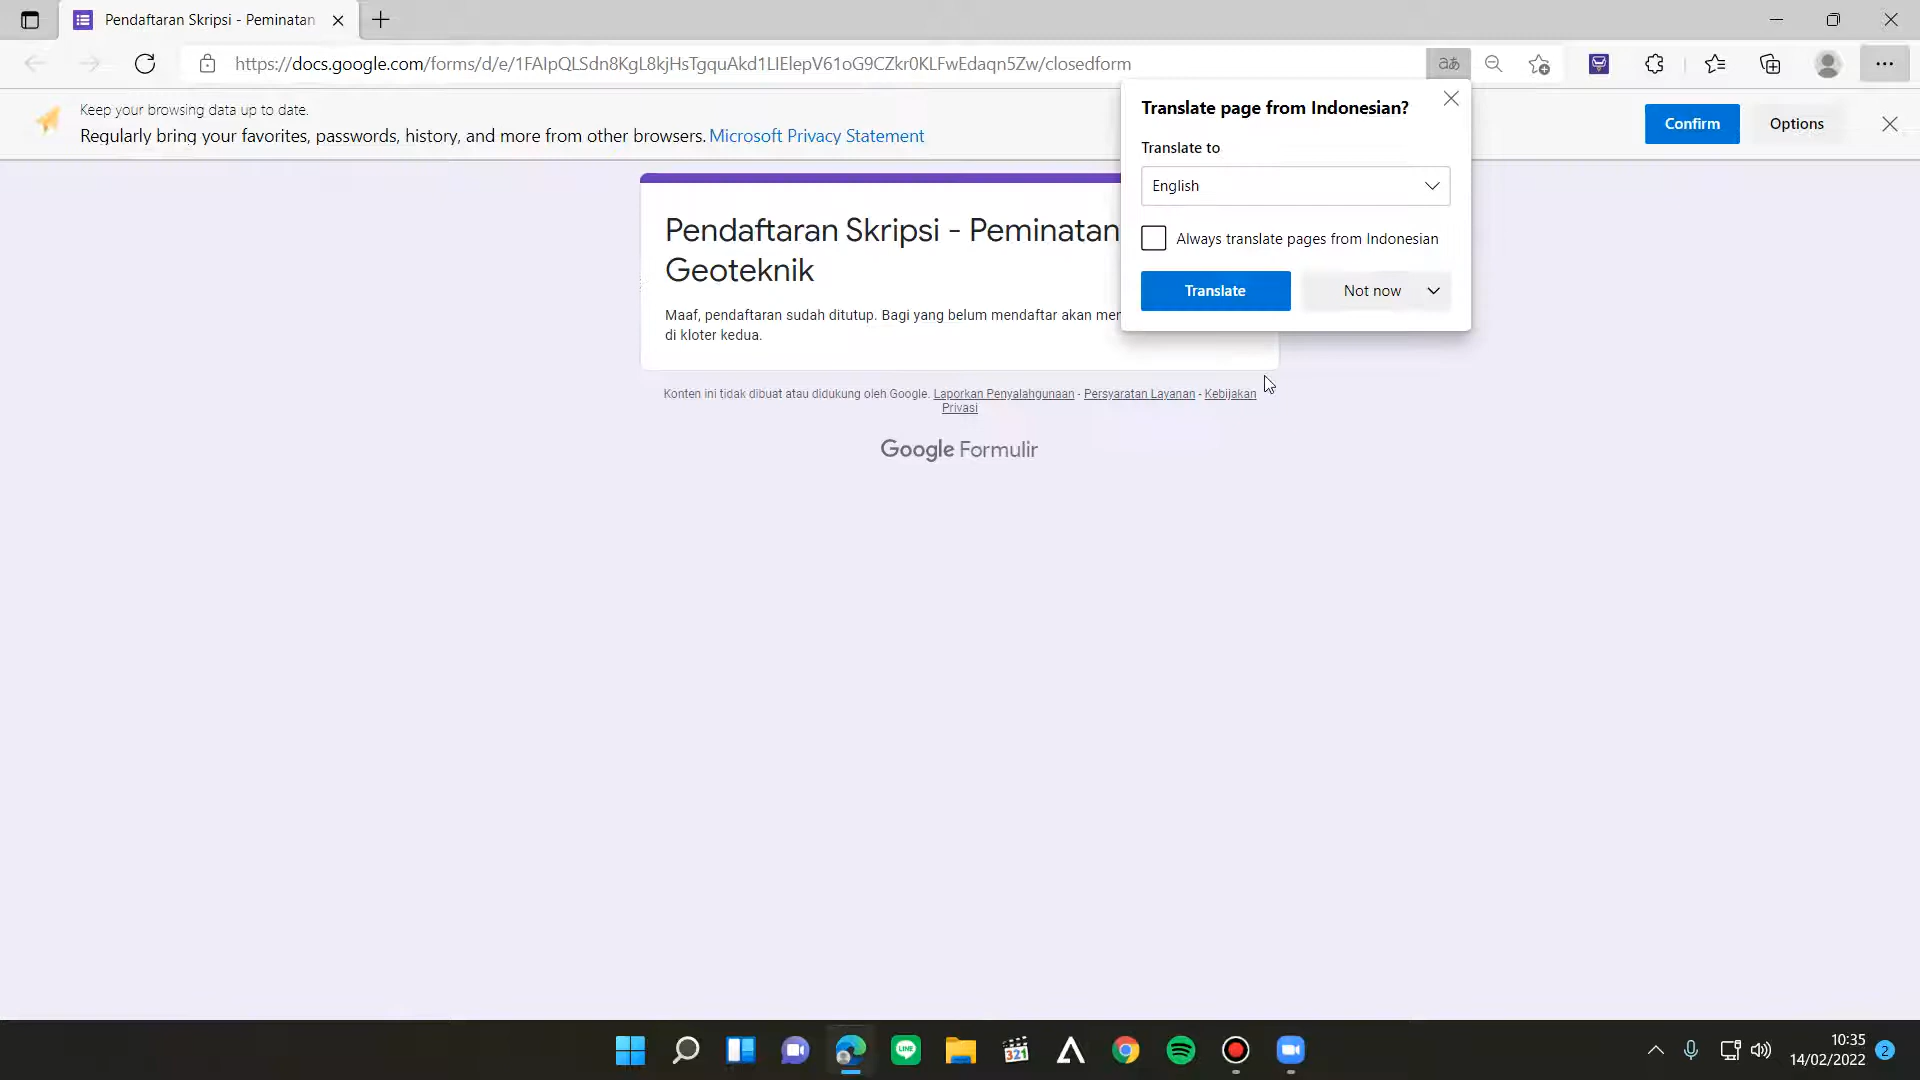 Pendaftaran Skripsi - Peminatan
https://docs.google.com/forms/d/e/1FAIpQLSdn8KgL8kjHsTgquAkd1LIElepV61oG9CZkr0KLFwEdaqn5Zw/closedform
aあ
Keep your browsing data up to date.
Regularly bring your favorites, passwords, history, and more from other browsers. Microsoft Privacy Statement
Confirm
Options
Translate page from Indonesian?
Translate to
English
Always translate pages from Indonesian
Translate
Not now
Pendaftaran Skripsi - Peminatan
Geoteknik
Maaf, pendaftaran sudah ditutup. Bagi yang belum mendaftar akan
di kloter kedua.
Konten ini tidak dibuat atau didukung oleh Google. Laporkan Penyalahgunaan - Persyaratan Layanan - Kebijakan
Privasi
Google Formulir
LINE
321
10:35
14/02/2022
2